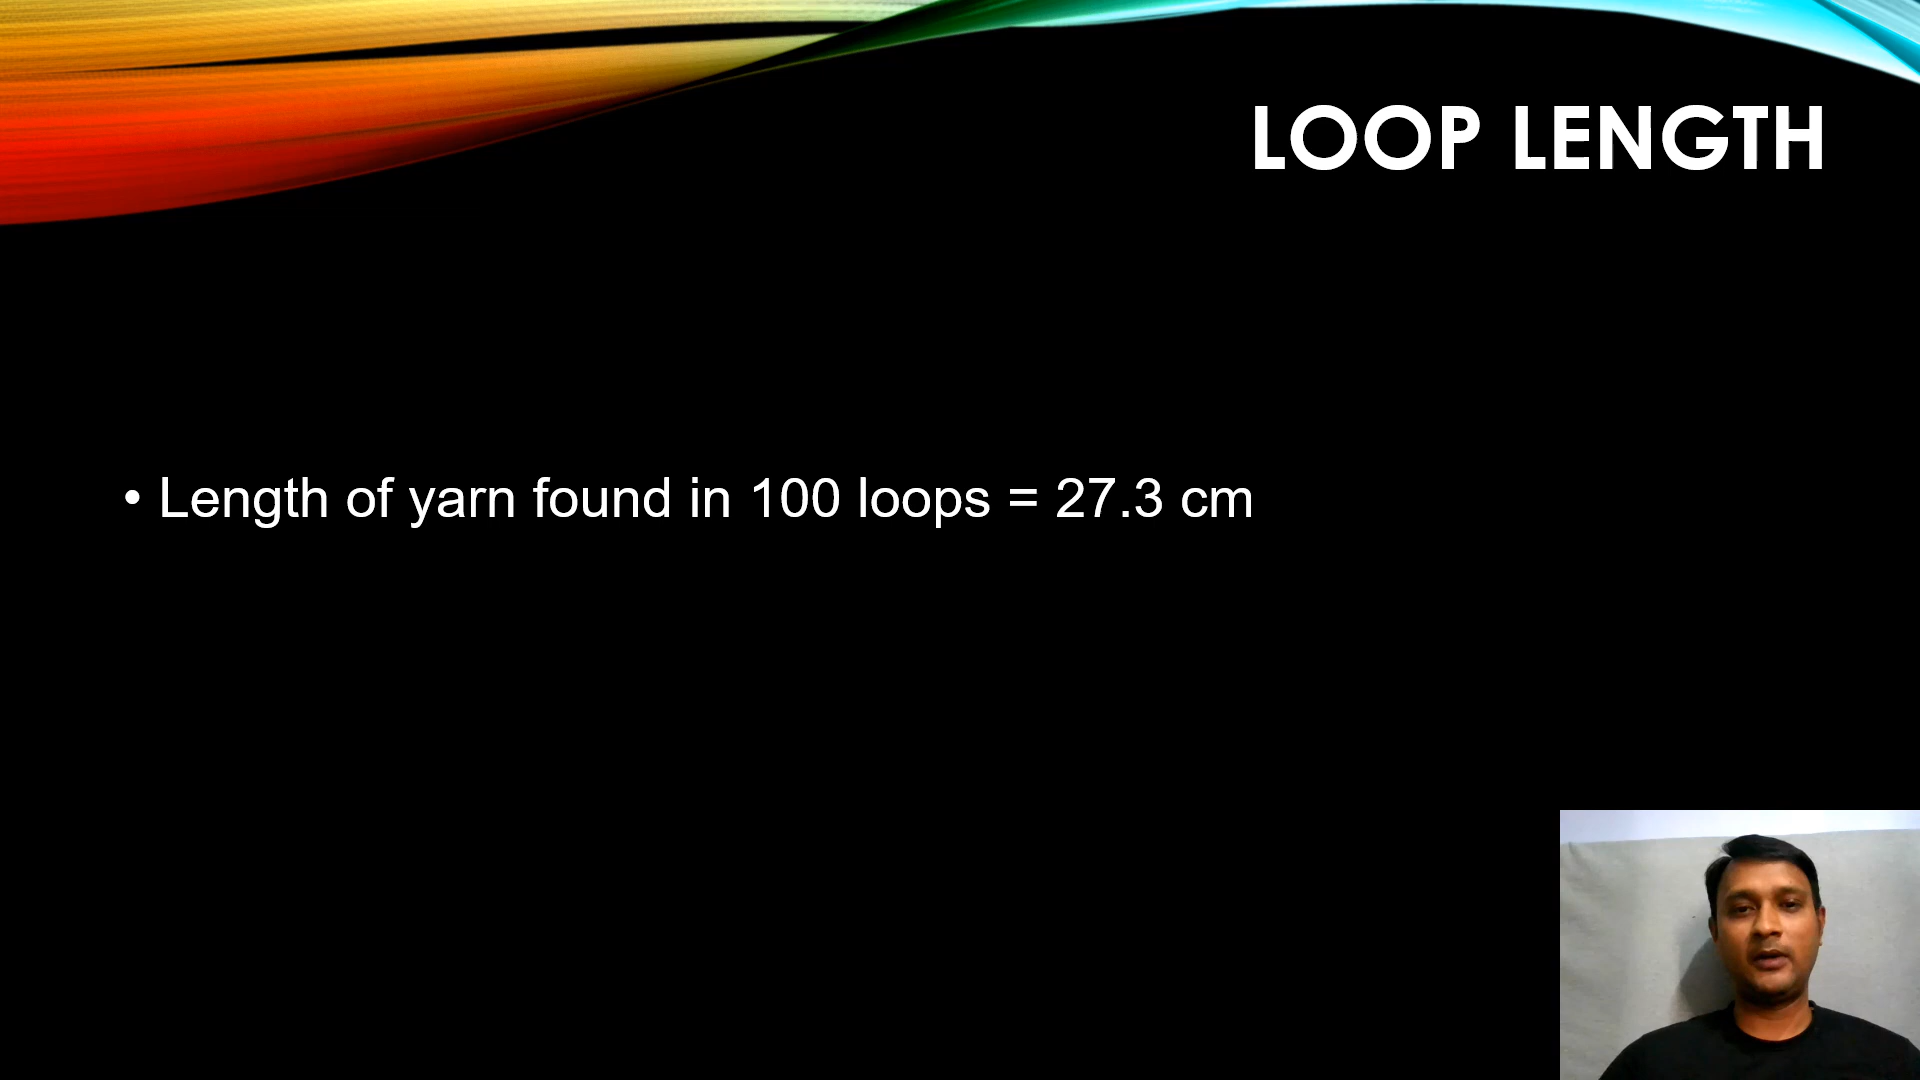 LOOP LENGTH
• Length of yarn found in 100 loops = 27.3 cm